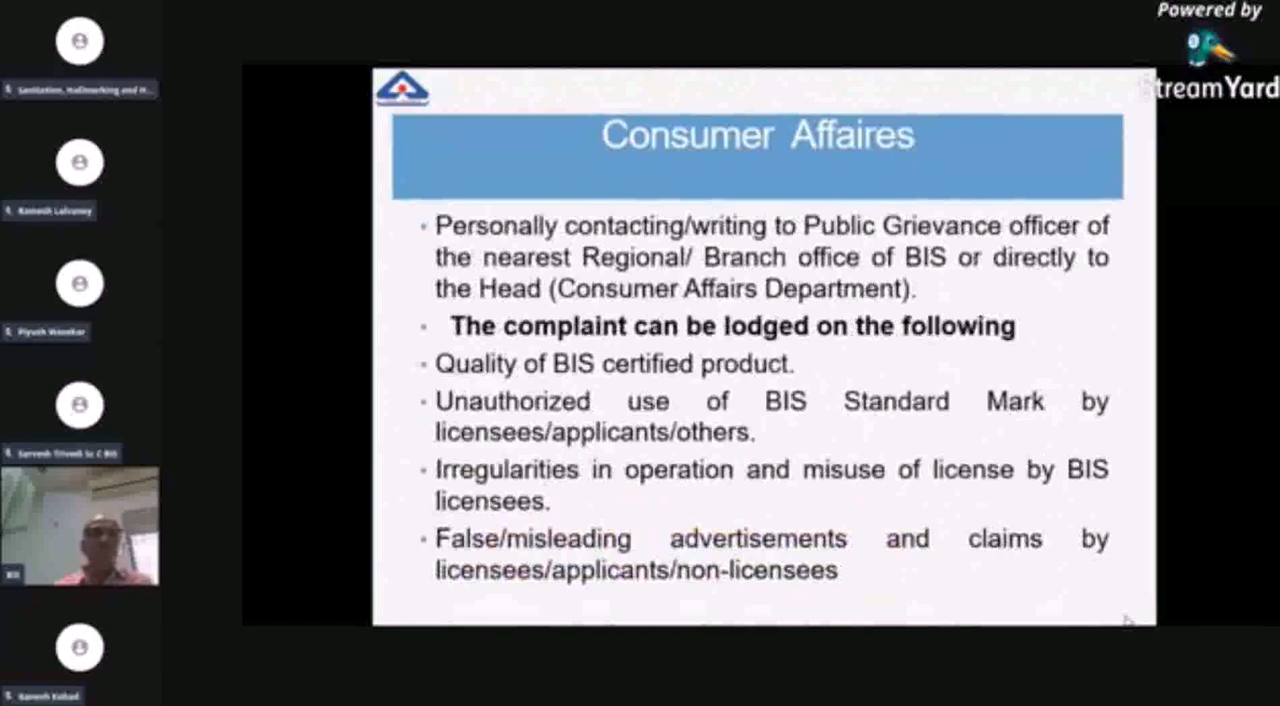 Powered by
StreamYard
Consumer Affaires
Personally contacting/writing to Public Grievance officer of
the nearest Regional/ Branch office of BIS or directly to
the Head (Consumer Affairs Department).
The complaint can be lodged on the following
Quality of BIS certified product.
Unauthorized use of BIS Standard Mark by
licensees/applicants/others.
Irregularities in operation and misuse of license by BIS
licensees.
False/misleading advertisements and claims by
licensees/applicants/non-licensees
Sanitation, Hallmarking and H...
Ramesh Lalvaney
Piyush
Sarvesh Trivedi Sc C BIS
BIS
Ganesh